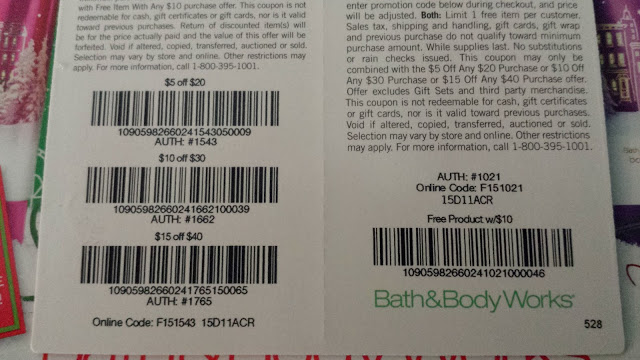 with Free Item With Any $10 purchase offer. This coupon is not
redeemable for cash, gift certificates or gift cards, nor is it valid
toward previous purchases. Return of discounted item(s) will
be for the price actually paid and the value of this offer will be
forfeited. Void if altered, copied, transferred, auctioned or sold.
Selection may vary by store and online. Other restrictions may
apply. For more information, call 1-800-395-1001.
$5 off $20
10905982660241543050009
AUTH: #1543
$10 off $30
10905982660241662100039
AUTH: #1662
$15 off $40
10905982660241765150065
AUTH: #1765
Online Code: F151543 15D11ACR
enter promotion code below during checkout, and price
will be adjusted. Both: Limit 1 free item per customer.
Sales tax, shipping and handling, gift cards, gift wrap
and previous purchase do not qualify toward minimum
purchase amount. While supplies last. No substitutions
or rain checks issued. This coupon may only be
combined with the $5 Off Any $20 Purchase or $10 Off
Any $30 Purchase or $15 Off Any $40 Purchase offer.
Offer excludes Gift Sets and third party merchandise.
This coupon is not redeemable for cash, gift certificates
or gift cards, nor is it valid toward previous purchases.
Void if altered, copied, transferred, auctioned or sold.
Selection may vary by store and online. Other restrictions
may apply. For more information, call 1-800-395-1001.
AUTH: #1021
Online Code: F151021
15D11ACR
Free Product w/$10
10905982660241021000046
Bath&Body Works
528